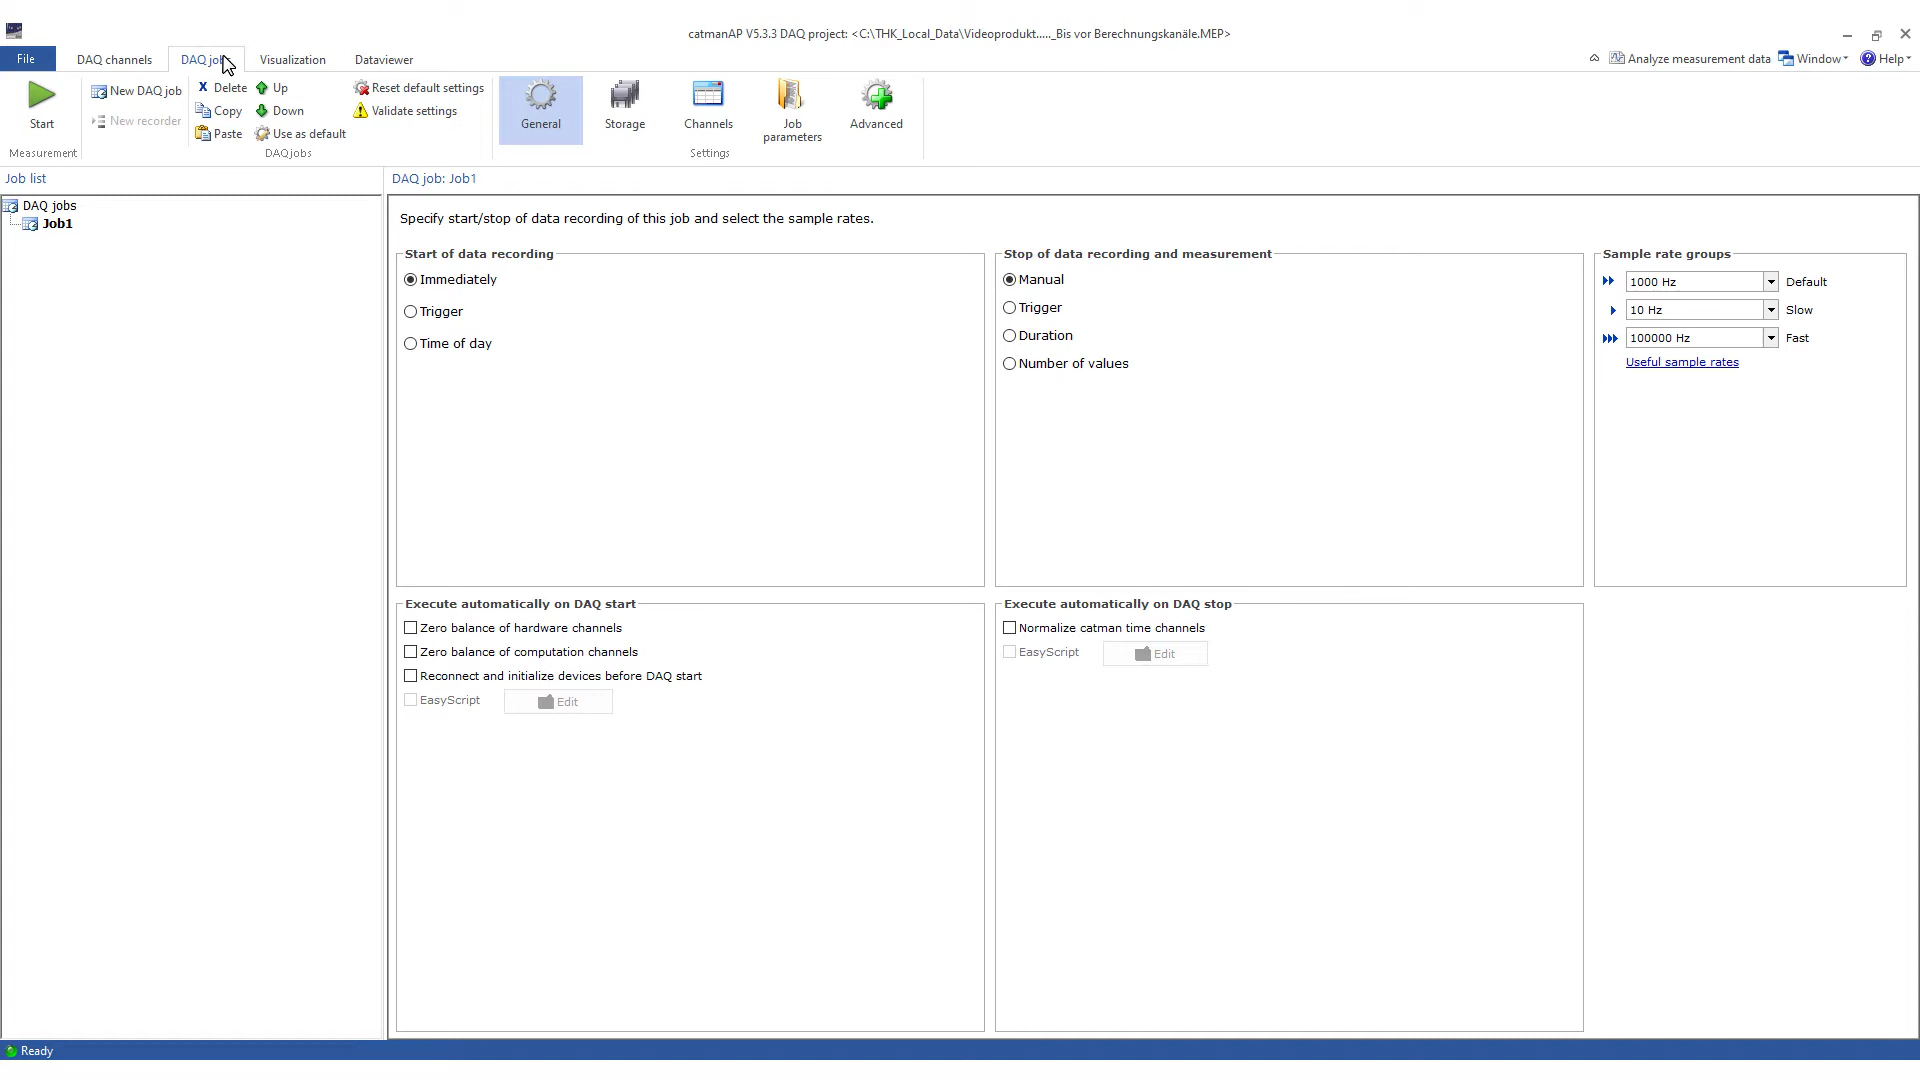 catmanAP V5.3.3 DAQ project: <C:\THK_Local_Data\Videoprodukt....._Bis vor Berechnungskanäle.MEP>
File
DAQ channels
DAQ
Visualization
Dataviewer
Analyze measurement data
Window
Help
Start
New DAQ job
New recorder
Delete
Copy
Paste
Up
Down
Use as default
Reset default settings
Validate settings
General
Storage
Channels
Job
parameters
Advanced
Measurement
DAQ jobs
Settings
Job list
DAQ job: Job1
DAQ jobs
Job1
Specify start/stop of data recording of this job and select the sample rates.
Start of data recording
Immediately
Trigger
Time of day
Stop of data recording and measurement
Manual
Trigger
Duration
Number of values
Sample rate groups
1000 Hz Default
10 Hz Slow
100000 Hz Fast
Useful sample rates
Execute automatically on DAQ start
Zero balance of hardware channels
Zero balance of computation channels
Reconnect and initialize devices before DAQ start
EasyScript Edit
Execute automatically on DAQ stop
Normalize catman time channels
EasyScript Edit
Ready